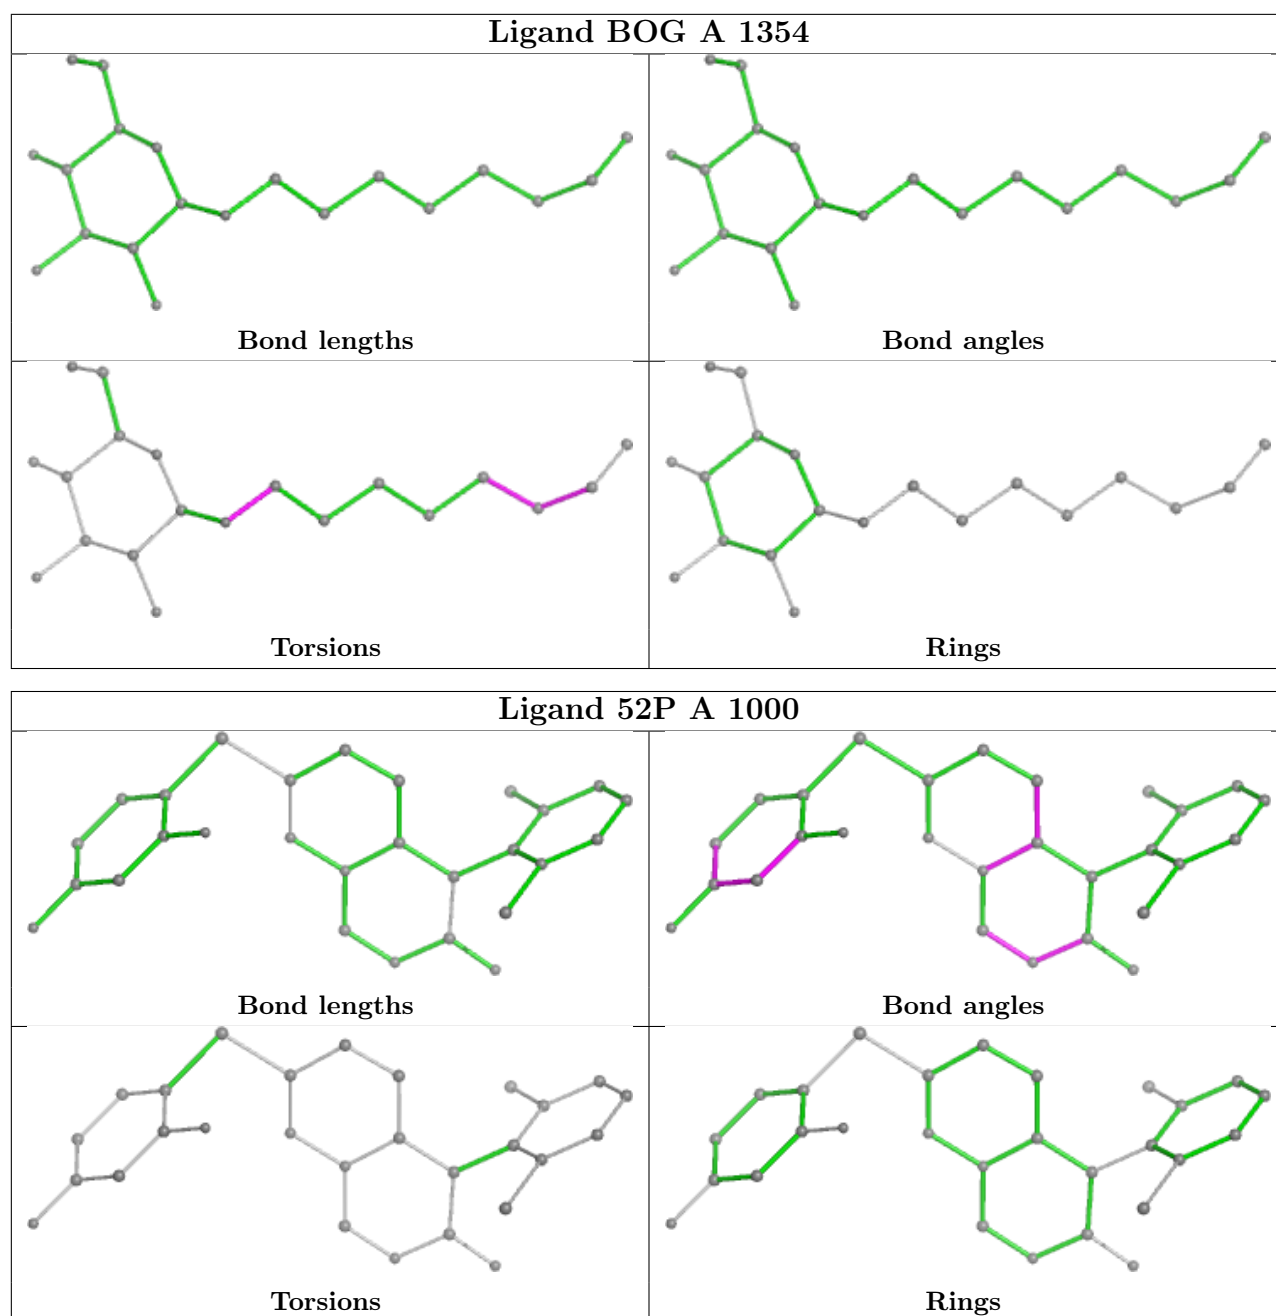 Ligand BOG A 1354
Bond lengths
Bond angles
Torsions
Rings
Ligand 52P A 1000
Bond lengths
Bond angles
Torsions
Rings